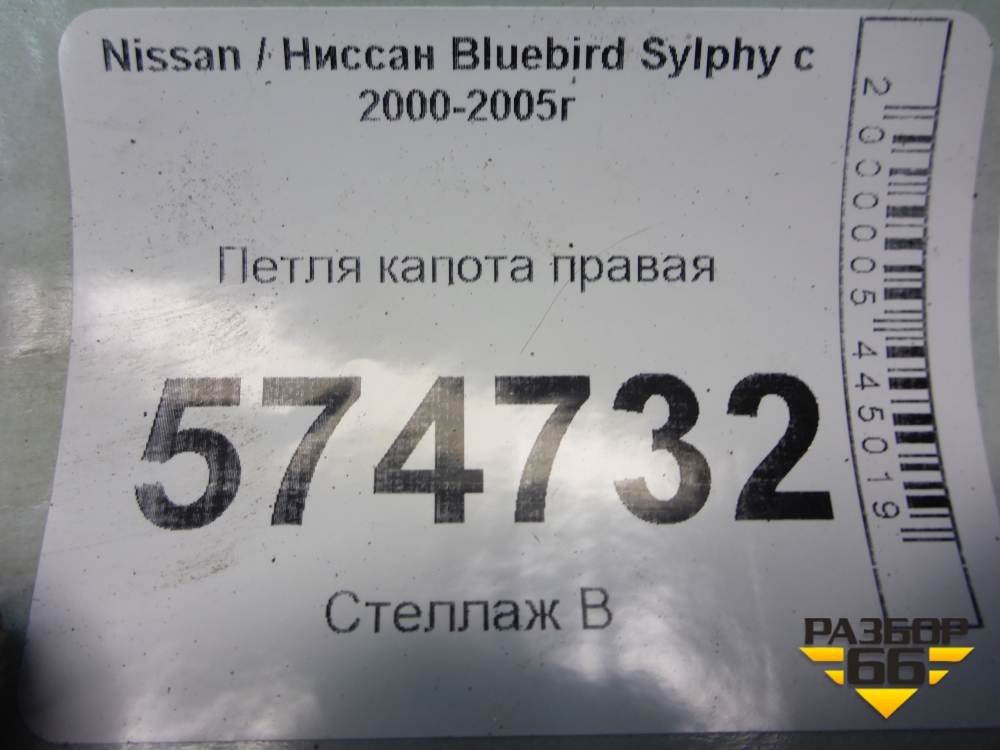 Nissan / Ниссан Bluebird Sylphy с
2000-2005г
Петля капота правая
574732
Стеллаж В
2000005445019
РАЗБОР
66